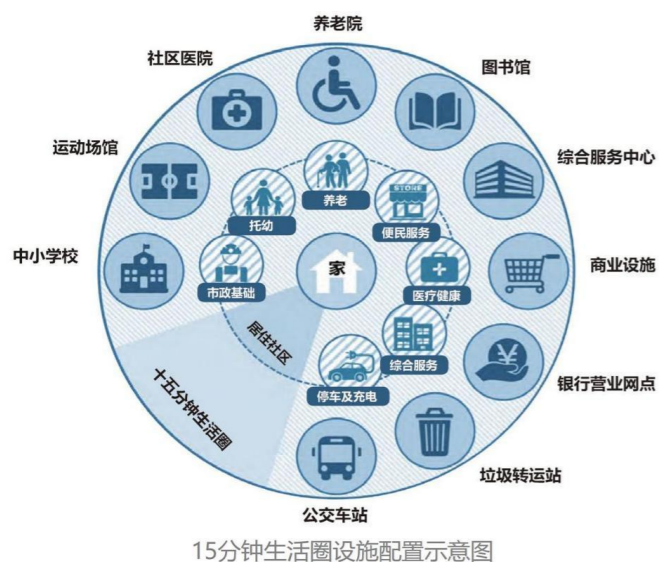 养老院
社区医院
图书馆
运动场馆
综合服务中心
养老
STORE
托幼
便民服务
中小学校
家
商业设施
市政基础
医疗健康
居住社区
综合服务
十五分钟生活圈
停车及充电
银行营业网点
垃圾转运站
公交车站
15分钟生活圈设施配置示意图